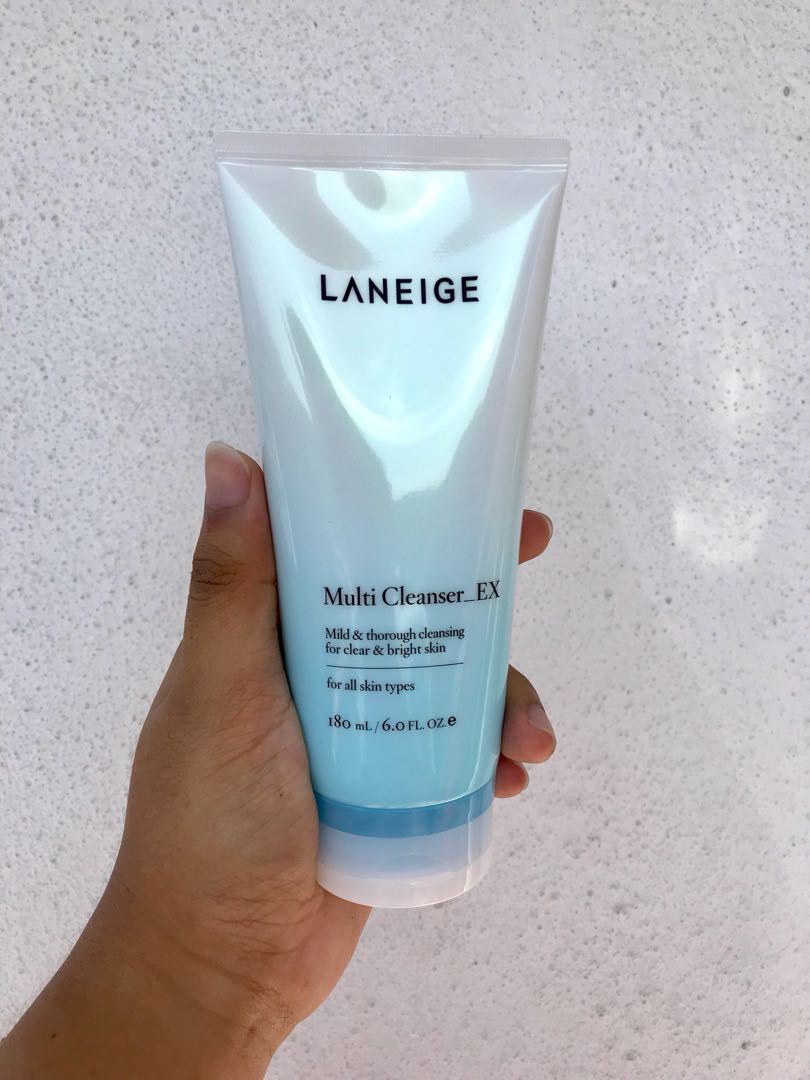 LANEIGE
Multi Cleanser_EX
Mild & thorough cleansing
for clear & bright skin
for all skin types
180 mL / 6.0 FL. OZ. e